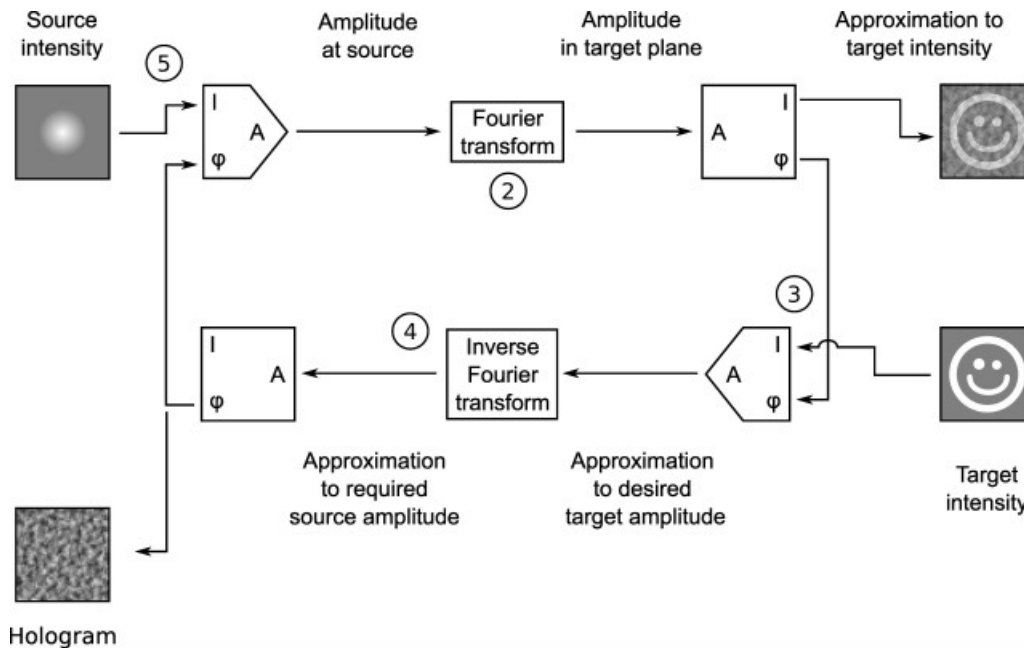 Source
intensity
Amplitude
at source
Amplitude
in target plane
Approximation to
target intensity
5
I
A
φ
Fourier
transform
2
A
I
φ
3
I
A
φ
4
Inverse
Fourier
transform
I
A
φ
Approximation
to required
source amplitude
Approximation
to desired
target amplitude
Target
intensity
Hologram